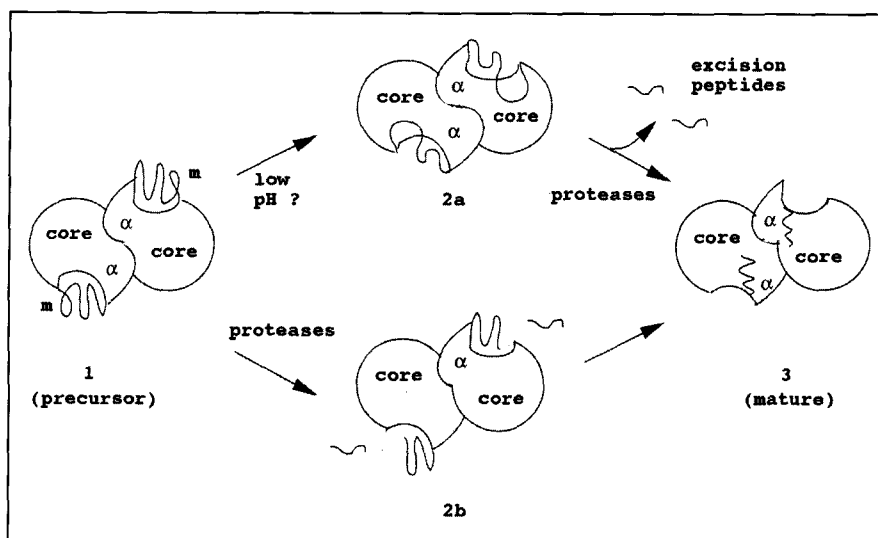 excision
peptides
core
α
α
core
2a
low
pH ?
proteases
m
core
α
α
core
m
1
(precursor)
core
α
α
core
3
(mature)
proteases
core
α
core
2b